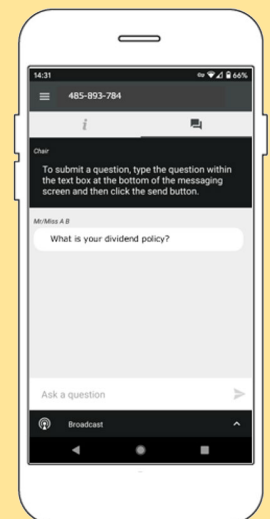 14:31
66%
485-893-784
i
Chair
To submit a question, type the question within
the text box at the bottom of the messaging
screen and then click the send button.
Mr/Miss A B
What is your dividend policy?
Ask a question
Broadcast